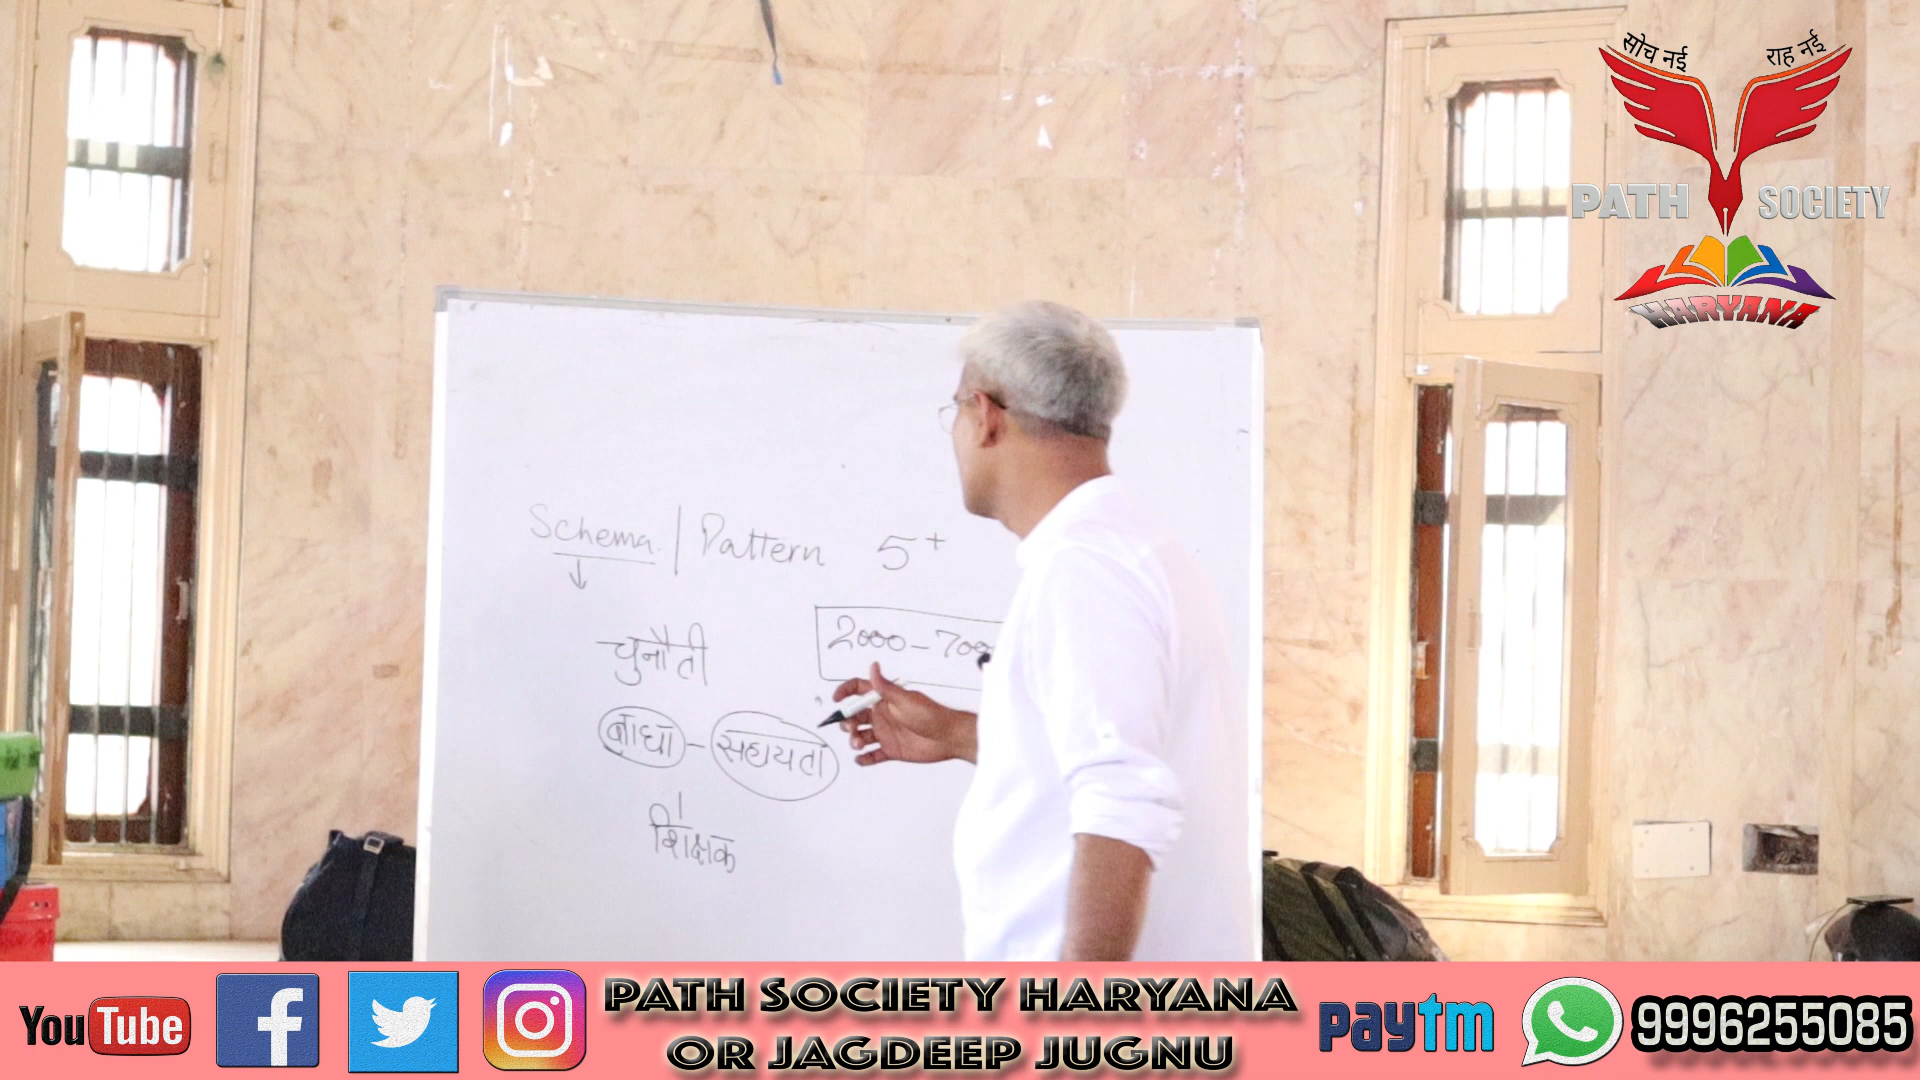 सोच नई राह नई
PATH SOCIETY
HARYANA
Schema. | Pattern 5+
चुनौती
2000-7000
बाधा - सहायता
शिक्षक
YouTube
PATH SOCIETY HARYANA
OR JAGDEEP JUGNU
paytm
9996255085